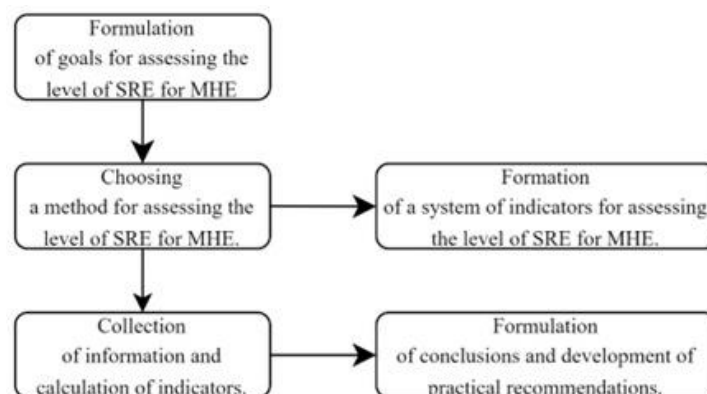 Formulation
of goals for assessing the
level of SRE for MHE
Choosing
a method for assessing the
level of SRE for MHE.
Formation
of a system of indicators for assessing
the level of SRE for MHE.
Collection
of information and
calculation of indicators.
Formulation
of conclusions and development of
practical recommendations.